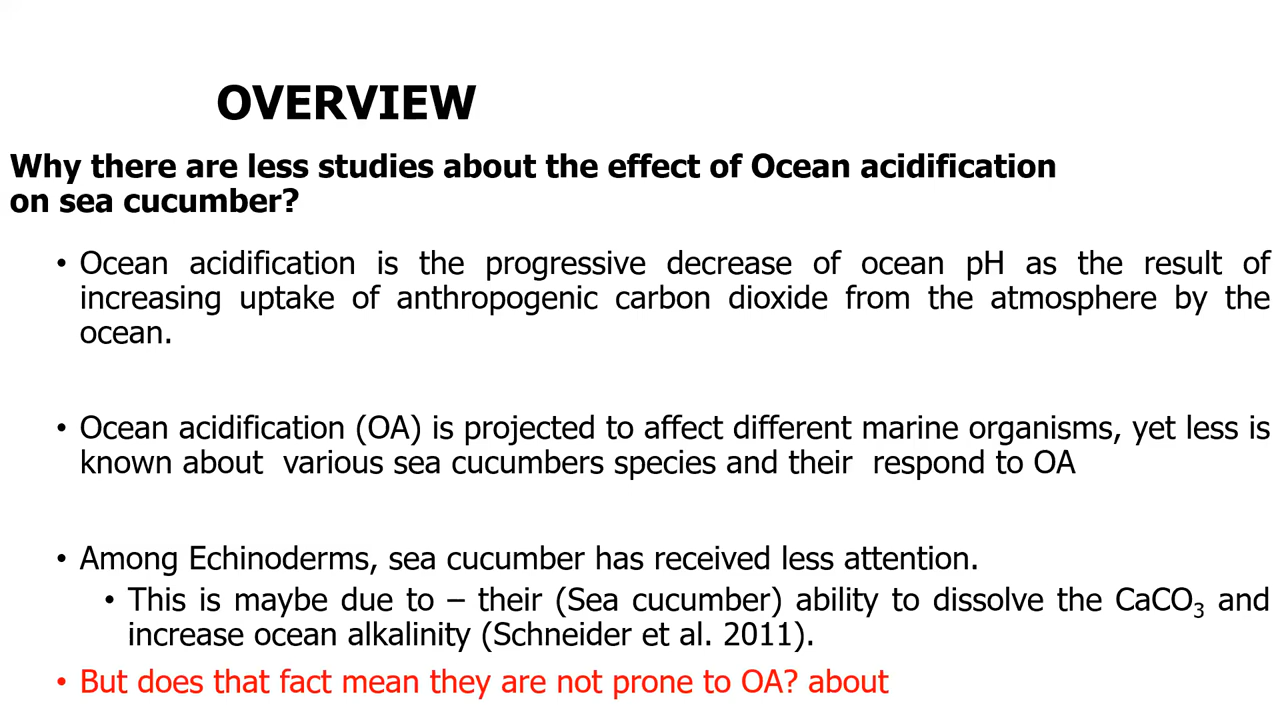 OVERVIEW
Why there are less studies about the effect of Ocean acidification
on sea cucumber?
• Ocean acidification is the progressive decrease of ocean pH as the result of
increasing uptake of anthropogenic carbon dioxide from the atmosphere by the
ocean.
• Ocean acidification (OA) is projected to affect different marine organisms, yet less is
known about various sea cucumbers species and their respond to OA
• Among Echinoderms, sea cucumber has received less attention.
• This is maybe due to – their (Sea cucumber) ability to dissolve the CaCO₃ and
increase ocean alkalinity (Schneider et al. 2011).
• But does that fact mean they are not prone to OA? about